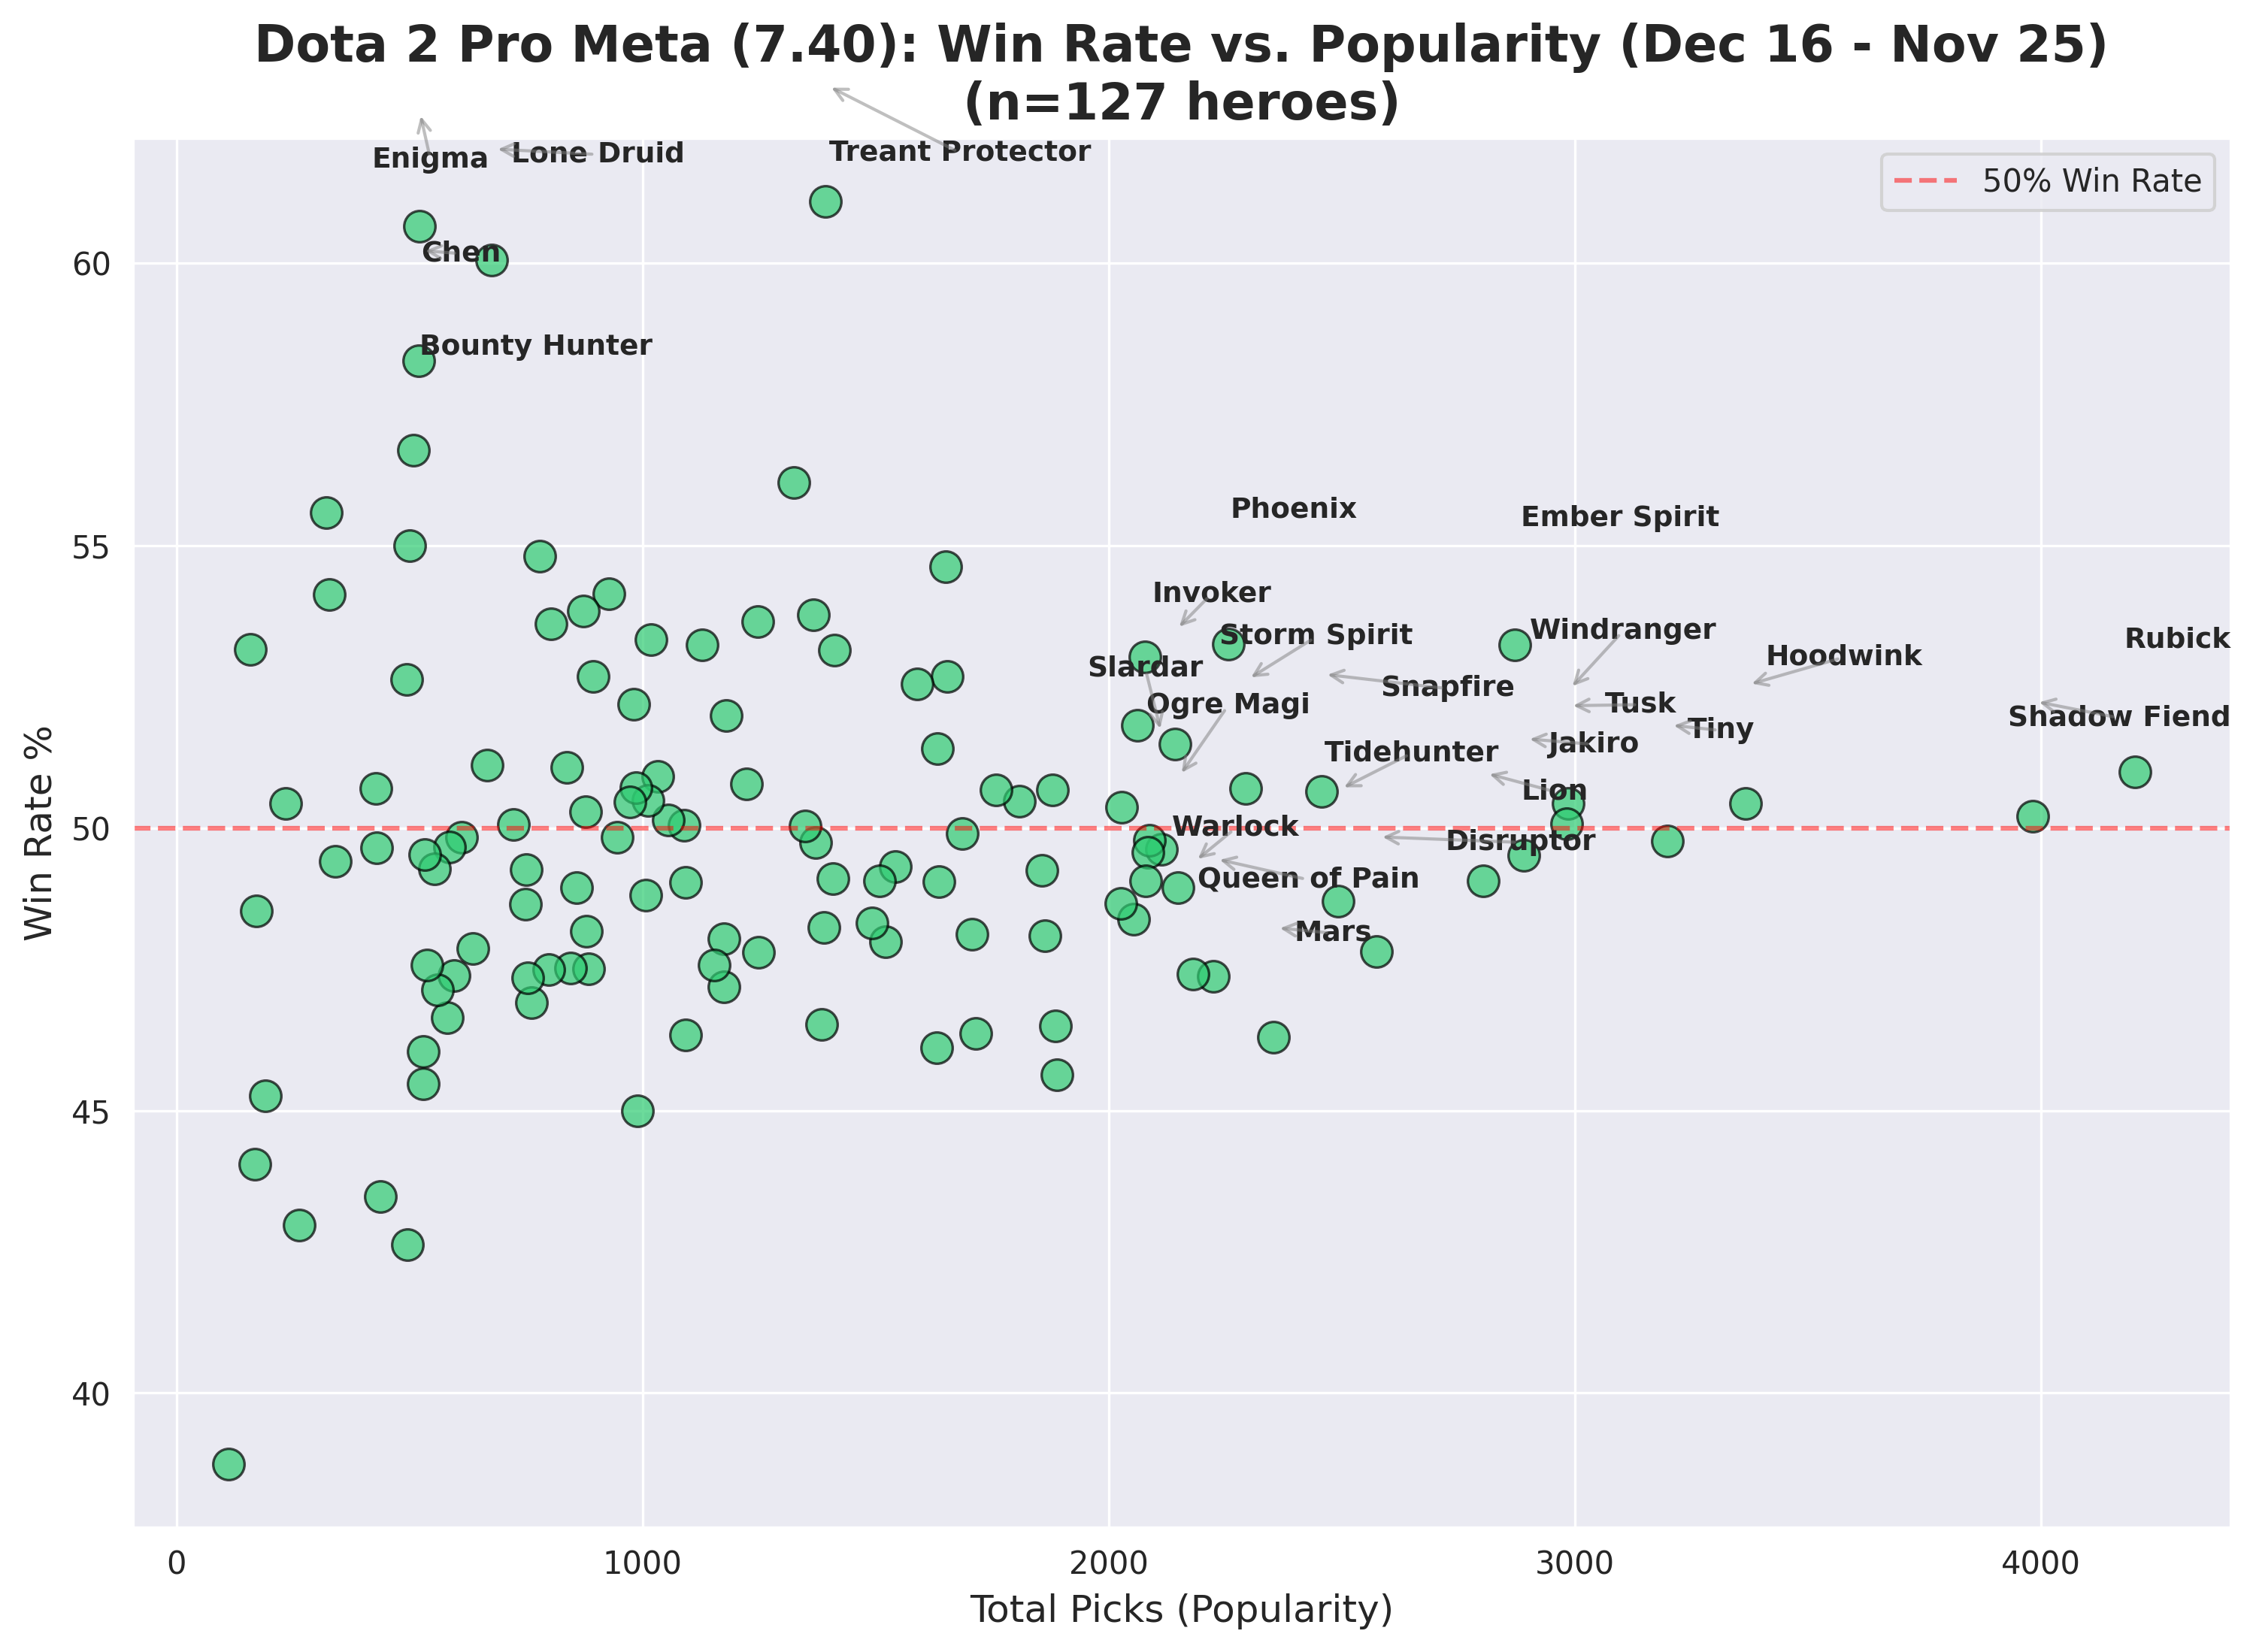 Dota 2 Pro Meta (7.40): Win Rate vs. Popularity (Dec 16 - Nov 25)
(n=127 heroes)
Enigma
Lone Druid
Treant Protector
50% Win Rate
Chen
Bounty Hunter
Phoenix
Ember Spirit
Invoker
Storm Spirit
Windranger
Rubick
Slardar
Hoodwink
Snapfire
Ogre Magi
Tusk
Shadow Fiend
Tiny
Jakiro
Tidehunter
Lion
Warlock
Disruptor
Queen of Pain
Mars
60
55
50
45
40
Win Rate %
0
1000
2000
3000
4000
Total Picks (Popularity)